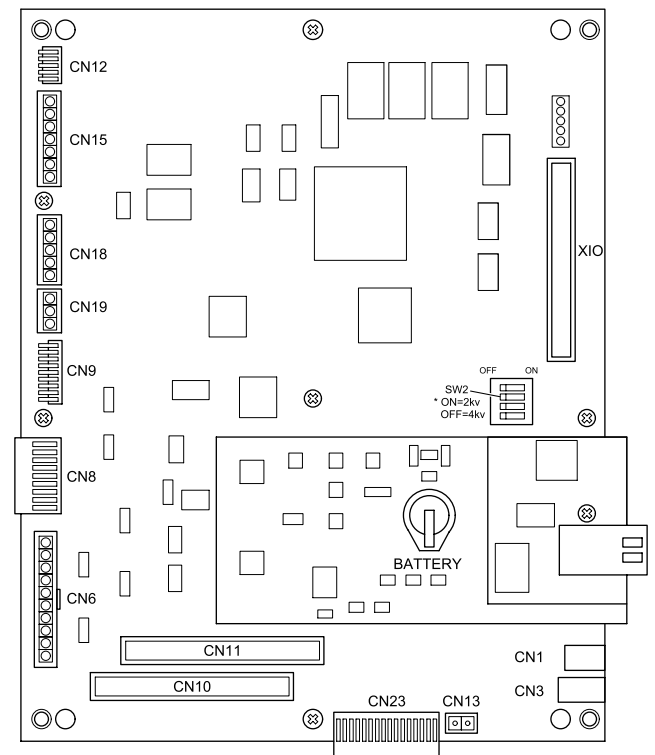 CN12
CN15
CN18
XIO
CN19
CN9
OFF ON
SW2
* ON=2kv
OFF=4kv
CN8
BATTERY
CN6
CN11
CN1
CN10
CN3
CN23
CN13